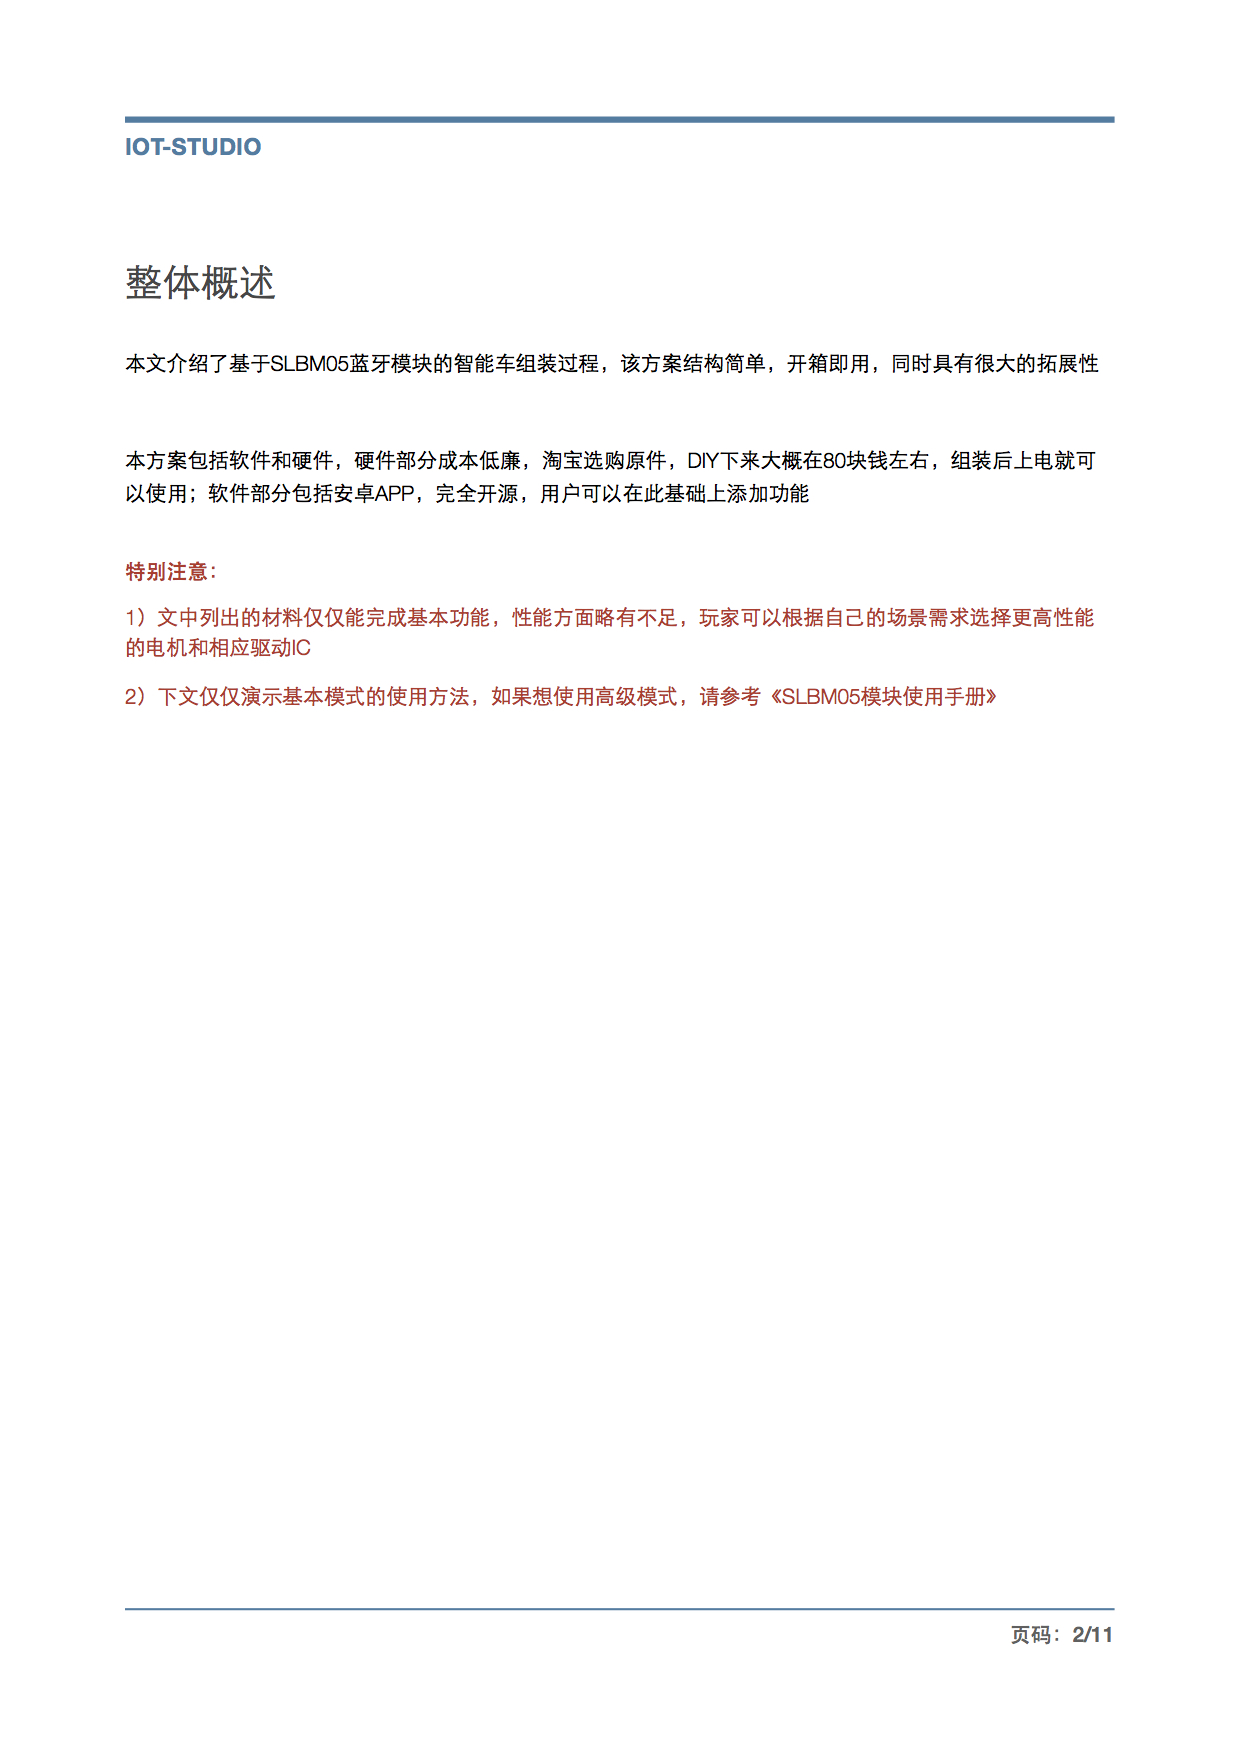 IOT-STUDIO
整体概述
本文介绍了基于SLBM05蓝牙模块的智能车组装过程，该方案结构简单，开箱即用，同时具有很大的拓展性
本方案包括软件和硬件，硬件部分成本低廉，淘宝选购原件，DIY下来大概在80块钱左右，组装后上电就可
以使用；软件部分包括安卓APP，完全开源，用户可以在此基础上添加功能
特别注意：
1）文中列出的材料仅仅能完成基本功能，性能方面略有不足，玩家可以根据自己的场景需求选择更高性能
的电机和相应驱动IC
2）下文仅仅演示基本模式的使用方法，如果想使用高级模式，请参考《SLBM05模块使用手册》
页码：2/11